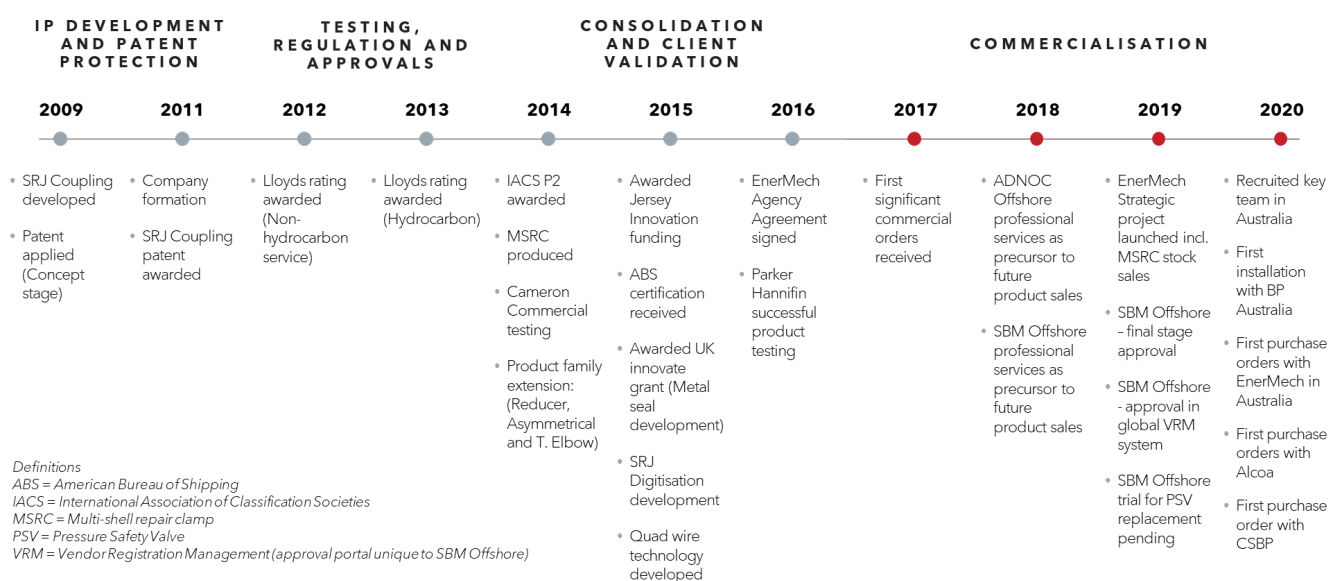 IP DEVELOPMENT
AND PATENT
PROTECTION
TESTING,
REGULATION AND
APPROVALS
CONSOLIDATION
AND CLIENT
VALIDATION
COMMERCIALISATION
2009
• SRJ Coupling
developed
• Patent
applied
(Concept
stage)
2011
• Company
formation
• SRJ Coupling
patent
awarded
2012
• Lloyds rating
awarded
(Non-
hydrocarbon
service)
2013
• Lloyds rating
awarded
(Hydrocarbon)
2014
• IACS P2
awarded
• MSRC
produced
• Cameron
Commercial
testing
• Product family
extension:
(Reducer,
Asymmetrical
and T. Elbow)
2015
• Awarded
Jersey
Innovation
funding
• ABS
certification
received
• Awarded UK
innovate
grant (Metal
seal
development)
• SRJ
Digitisation
development
• Quad wire
technology
developed
2016
• EnerMech
Agency
Agreement
signed
• Parker
Hannifin
successful
product
testing
2017
• First
significant
commercial
orders
received
2018
• ADNOC
Offshore
professional
services as
precursor to
future
product sales
• SBM Offshore
professional
services as
precursor to
future
product sales
2019
• EnerMech
Strategic
project
launched incl.
MSRC stock
sales
• SBM Offshore
– final stage
approval
• SBM Offshore
- approval in
global VRM
system
• SBM Offshore
trial for PSV
replacement
pending
2020
• Recruited key
team in
Australia
• First
installation
with BP
Australia
• First purchase
orders with
EnerMech in
Australia
• First purchase
orders with
Alcoa
• First purchase
order with
CSBP
Definitions
ABS = American Bureau of Shipping
IACS = International Association of Classification Societies
MSRC = Multi-shell repair clamp
PSV = Pressure Safety Valve
VRM = Vendor Registration Management (approval portal unique to SBM Offshore)